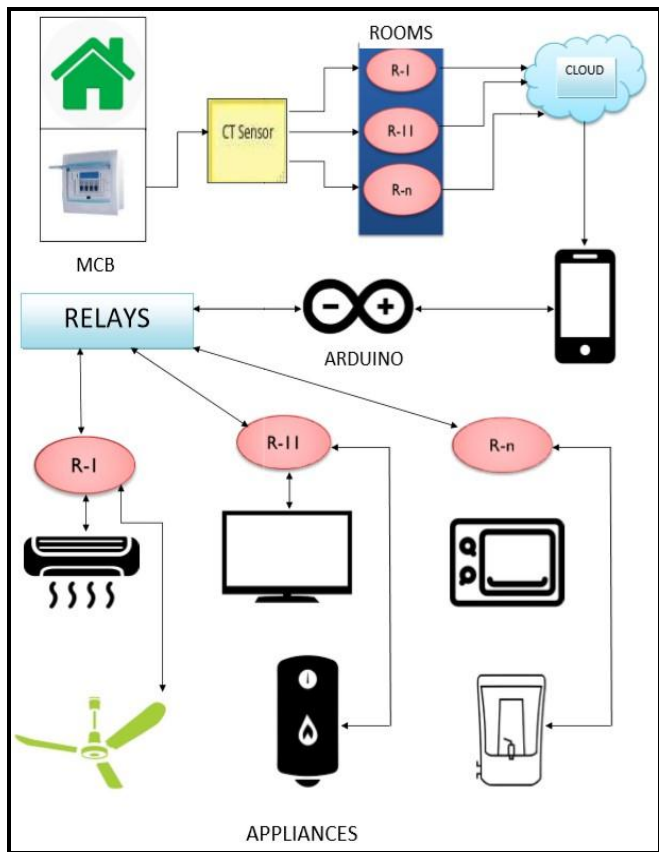 ROOMS
R-I
CLOUD
CT Sensor
R-II
R-n
MCB
RELAYS
ARDUINO
R-I
R-II
R-n
APPLIANCES